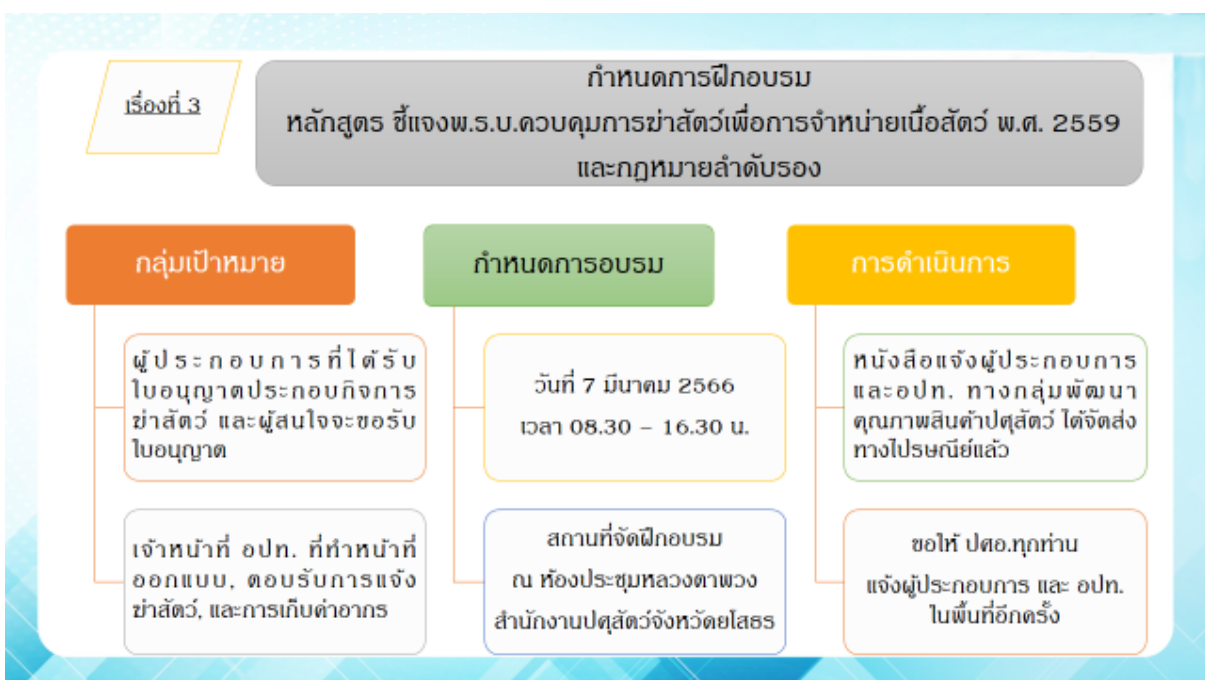 เรื่องที่ 3
กำหนดการฝึกอบรม
หลักสูตร ชี้แจงพ.ร.บ.ควบคุมการฆ่าสัตว์เพื่อการจำหน่ายเนื้อสัตว์ พ.ศ. 2559
และกฎหมายลำดับรอง
กลุ่มเป้าหมาย
ผู้ประกอบการที่ได้รับ
ใบอนุญาตประกอบกิจการ
ฆ่าสัตว์ และผู้สนใจจะขอรับ
ใบอนุญาต
เจ้าหน้าที่ อปท. ที่ทำหน้าที่
ออกแบบ, ตอบรับการแจ้ง
ฆ่าสัตว์, และการเก็บค่าอากร
กำหนดการอบรม
วันที่ 7 มีนาคม 2566
เวลา 08.30 – 16.30 น.
สถานที่จัดฝึกอบรม
ณ ห้องประชุมหลวงตาพวง
สำนักงานปศุสัตว์จังหวัดยโสธร
การดำเนินการ
หนังสือแจ้งผู้ประกอบการ
และอปท. ทางกลุ่มพัฒนา
คุณภาพสินค้าปศุสัตว์ ได้จัดส่ง
ทางไปรษณีย์แล้ว
ขอให้ ปศอ.ทุกท่าน
แจ้งผู้ประกอบการ และ อปท.
ในพื้นที่อีกครั้ง